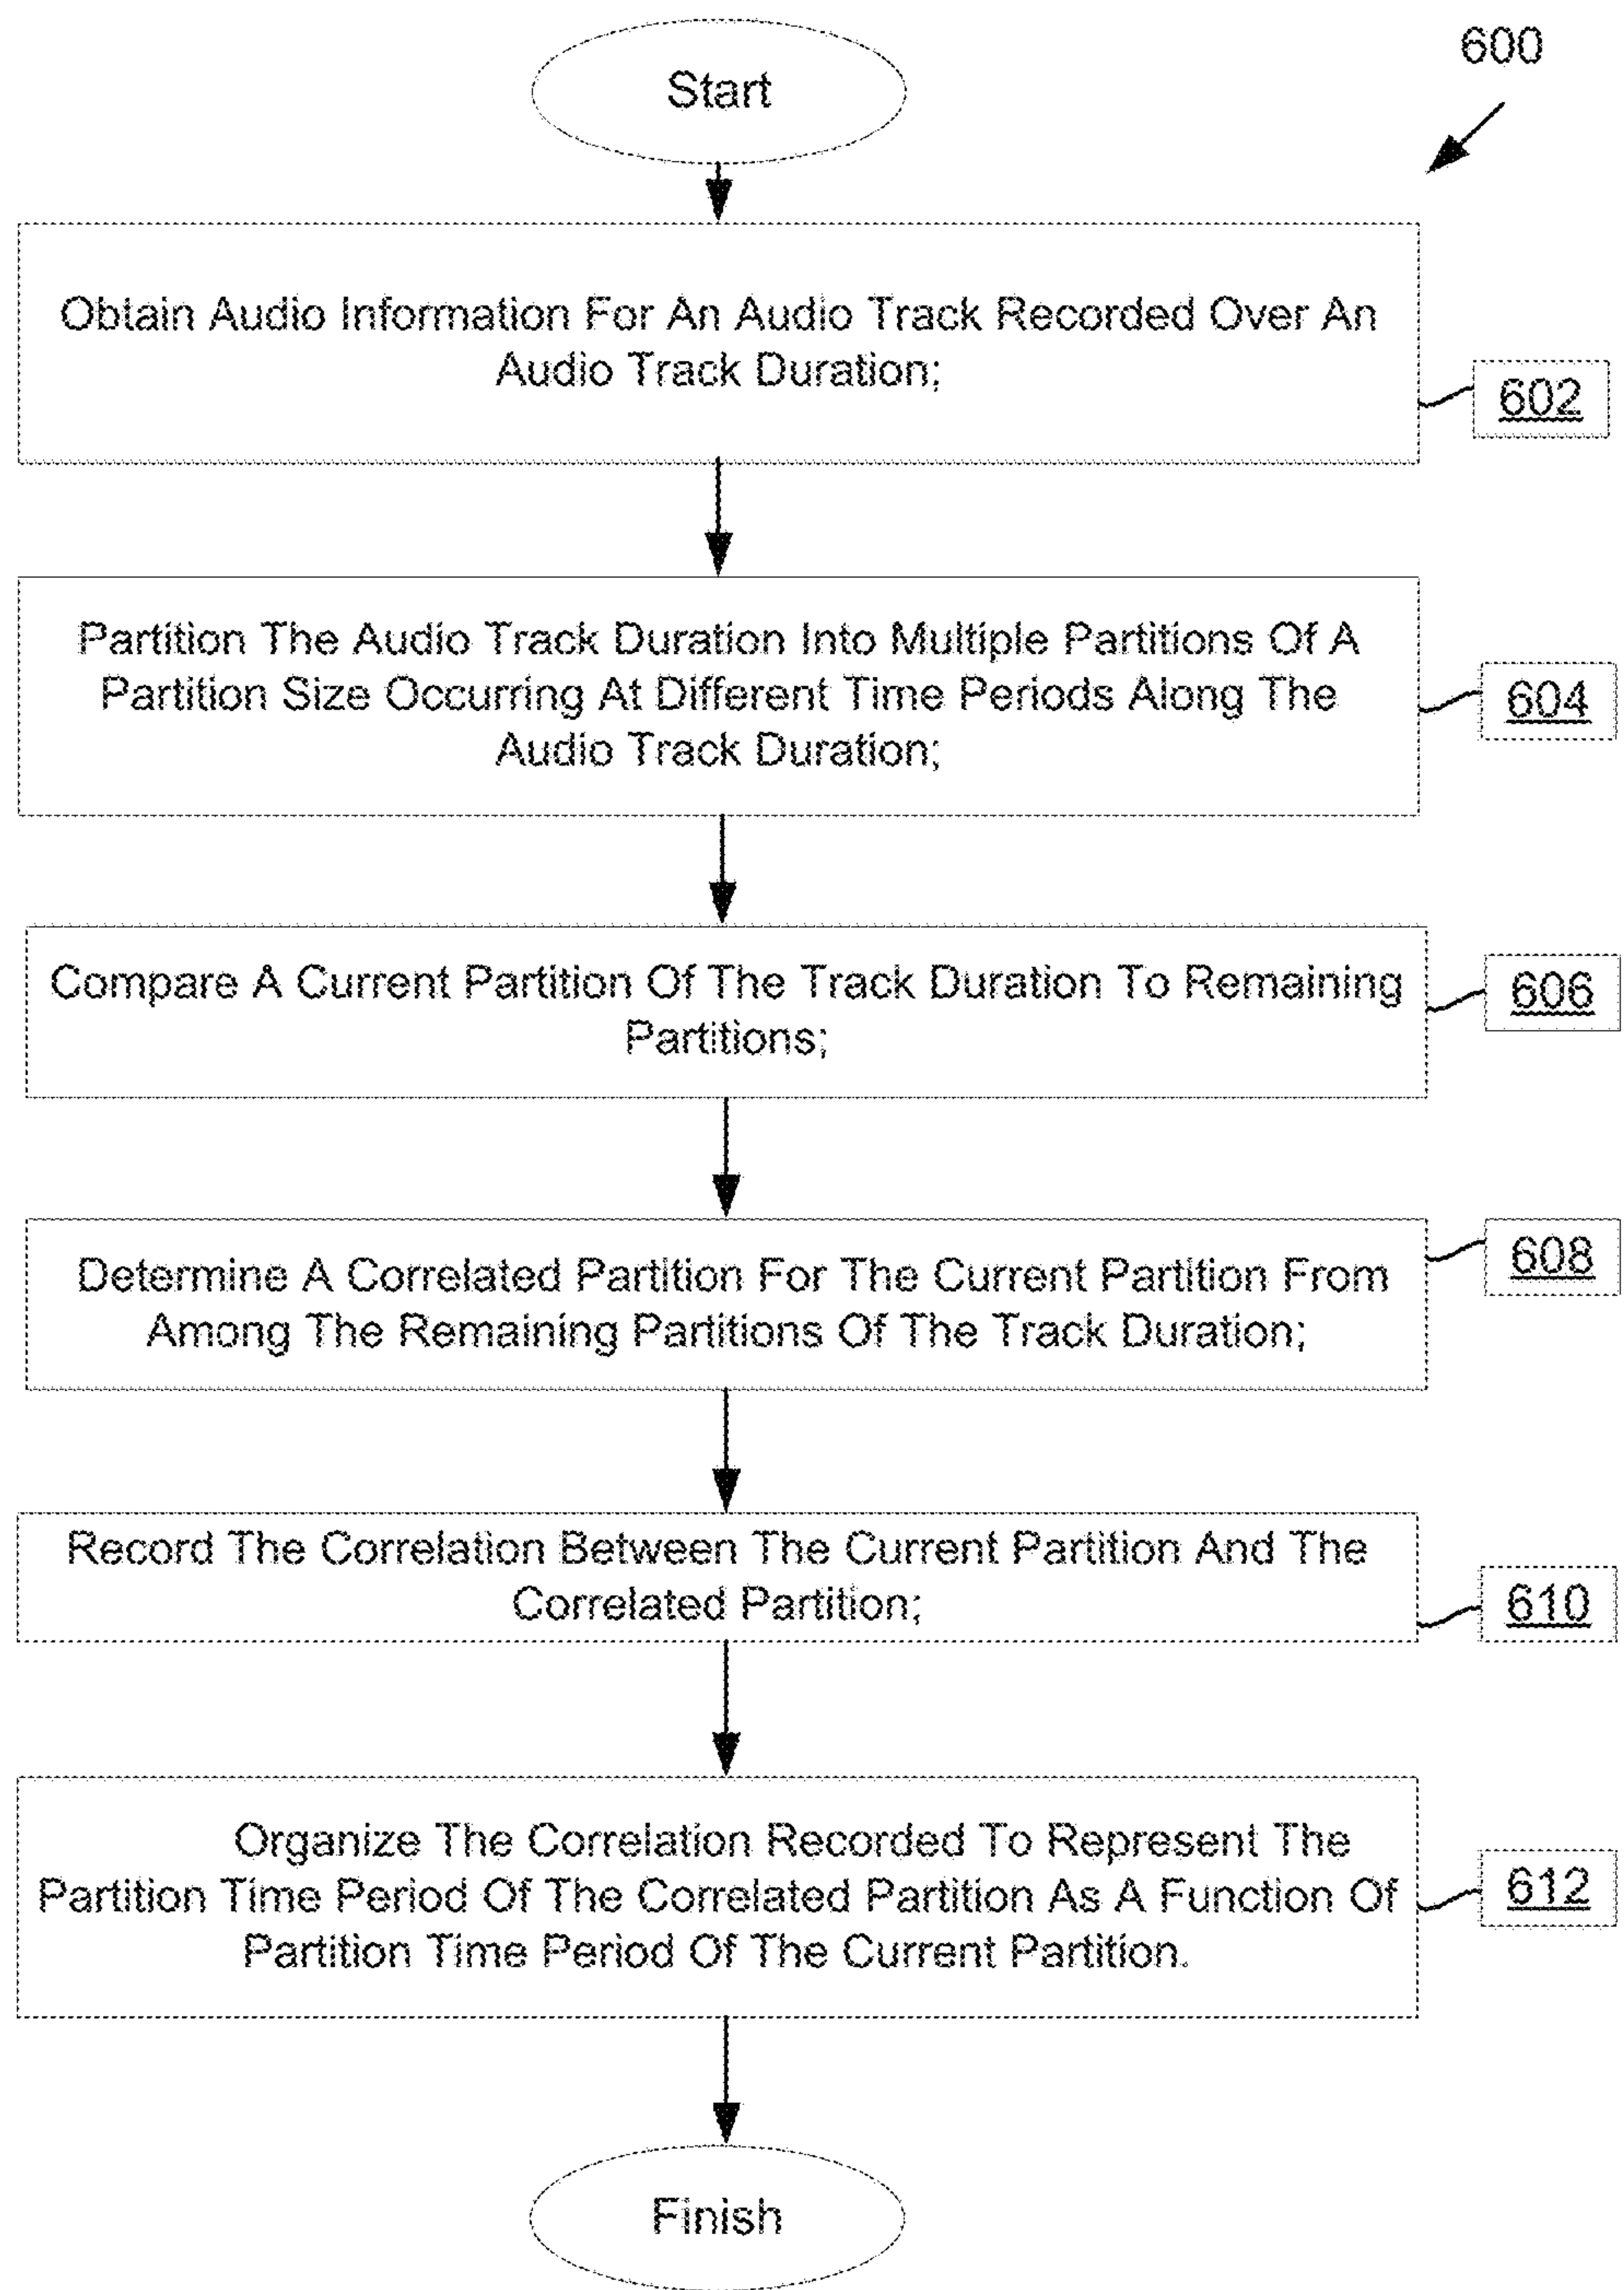 600
Start
Obtain Audio Information For An Audio Track Recorded Over An
Audio Track Duration;
602
Partition The Audio Track Duration Into Multiple Partitions Of A
Partition Size Occurring At Different Time Periods Along The
Audio Track Duration;
604
Compare A Current Partition Of The Track Duration To Remaining
Partitions;
606
Determine A Correlated Partition For The Current Partition From
Among The Remaining Partitions Of The Track Duration;
608
Record The Correlation Between The Current Partition And The
Correlated Partition;
610
Organize The Correlation Recorded To Represent The
Partition Time Period Of The Correlated Partition As A Function Of
Partition Time Period Of The Current Partition.
612
Finish